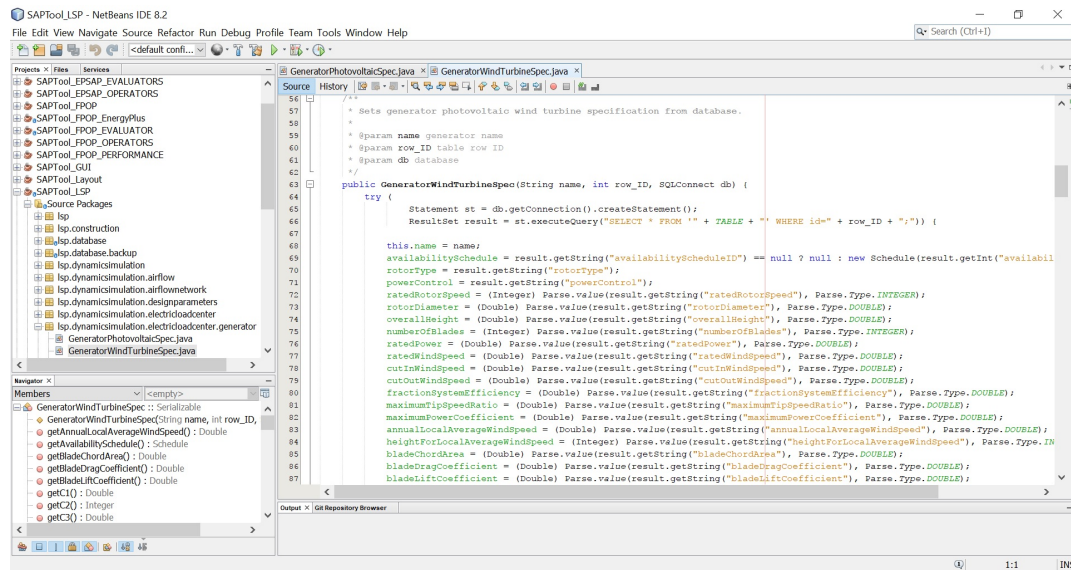 SAPTool_LSP - NetBeans IDE 8.2
File Edit View Navigate Source Refactor Run Debug Profile Team Tools Window Help
Search (Ctrl+I)
<default confi...
Projects × Files Services
SAPTool_EPSAP_EVALUATORS
SAPTool_EPSAP_OPERATORS
SAPTool_FPOP
SAPTool_FPOP_EnergyPlus
SAPTool_FPOP_EVALUATOR
SAPTool_FPOP_OPERATORS
SAPTool_FPOP_PERFORMANCE
SAPTool_GUI
SAPTool_Layout
SAPTool_LSP
Source Packages
lsp
lsp.construction
lsp.database
lsp.database.backup
lsp.dynamicsimulation
lsp.dynamicsimulation.airflow
lsp.dynamicsimulation.airflownetwork
lsp.dynamicsimulation.designparameters
lsp.dynamicsimulation.electricloadcenter
lsp.dynamicsimulation.electricloadcenter.generator
GeneratorPhotovoltaicSpec.java
GeneratorWindTurbineSpec.java
Navigator ×
Members <empty>
GeneratorWindTurbineSpec :: Serializable
GeneratorWindTurbineSpec(String name, int row_ID,
getAnnualLocalAverageWindSpeed() : Double
getAvailabilitySchedule() : Schedule
getBladeChordArea() : Double
getBladeDragCoefficient() : Double
getBladeLiftCoefficient() : Double
getC1() : Double
getC2() : Integer
getC3() : Double
GeneratorPhotovoltaicSpec.java × GeneratorWindTurbineSpec.java ×
Source History
56 /**
57 * Sets generator photovoltaic wind turbine specification from database.
58 *
59 * @param name generator name
60 * @param row_ID table row ID
61 * @param db database
62 */
63 public GeneratorWindTurbineSpec(String name, int row_ID, SQLConnect db) {
64 try (
65 Statement st = db.getConnection().createStatement();
66 ResultSet result = st.executeQuery("SELECT * FROM '" + TABLE + "' WHERE id=" + row_ID + ";")) {
67
68 this.name = name;
69 availabilitySchedule = result.getString("availabilityScheduleID") == null ? null : new Schedule(result.getInt("availabil
70 rotorType = result.getString("rotorType");
71 powerControl = result.getString("powerControl");
72 ratedRotorSpeed = (Integer) Parse.value(result.getString("ratedRotorSpeed"), Parse.Type.INTEGER);
73 rotorDiameter = (Double) Parse.value(result.getString("rotorDiameter"), Parse.Type.DOUBLE);
74 overallHeight = (Double) Parse.value(result.getString("overallHeight"), Parse.Type.DOUBLE);
75 numberOfBlades = (Integer) Parse.value(result.getString("numberOfBlades"), Parse.Type.INTEGER);
76 ratedPower = (Double) Parse.value(result.getString("ratedPower"), Parse.Type.DOUBLE);
77 ratedWindSpeed = (Double) Parse.value(result.getString("ratedWindSpeed"), Parse.Type.DOUBLE);
78 cutInWindSpeed = (Double) Parse.value(result.getString("cutInWindSpeed"), Parse.Type.DOUBLE);
79 cutOutWindSpeed = (Double) Parse.value(result.getString("cutOutWindSpeed"), Parse.Type.DOUBLE);
80 fractionSystemEfficiency = (Double) Parse.value(result.getString("fractionSystemEfficiency"), Parse.Type.DOUBLE);
81 maximumTipSpeedRatio = (Double) Parse.value(result.getString("maximumTipSpeedRatio"), Parse.Type.DOUBLE);
82 maximumPowerCoefficient = (Double) Parse.value(result.getString("maximumPowerCoefficient"), Parse.Type.DOUBLE);
83 annualLocalAverageWindSpeed = (Double) Parse.value(result.getString("annualLocalAverageWindSpeed"), Parse.Type.DOUBLE);
84 heightForLocalAverageWindSpeed = (Integer) Parse.value(result.getString("heightForLocalAverageWindSpeed"), Parse.Type.IN
85 bladeChordArea = (Double) Parse.value(result.getString("bladeChordArea"), Parse.Type.DOUBLE);
86 bladeDragCoefficient = (Double) Parse.value(result.getString("bladeDragCoefficient"), Parse.Type.DOUBLE);
87 bladeLiftCoefficient = (Double) Parse.value(result.getString("bladeLiftCoefficient"), Parse.Type.DOUBLE);
Output × Git Repository Browser
1:1 INS